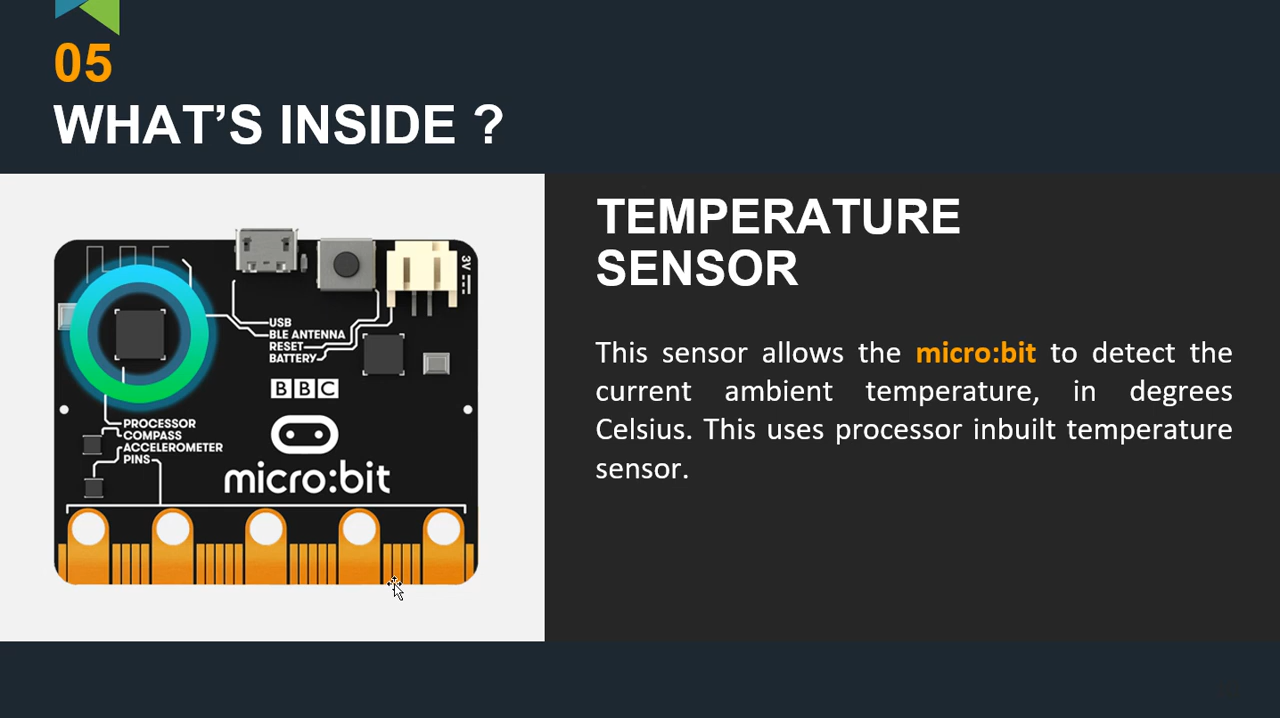 05
WHAT’S INSIDE ?
3V
USB
BLE ANTENNA
RESET
BATTERY
BBC
PROCESSOR
COMPASS
ACCELEROMETER
PINS
micro:bit
TEMPERATURE
SENSOR
This sensor allows the micro:bit to detect the
current ambient temperature, in degrees
Celsius. This uses processor inbuilt temperature
sensor.